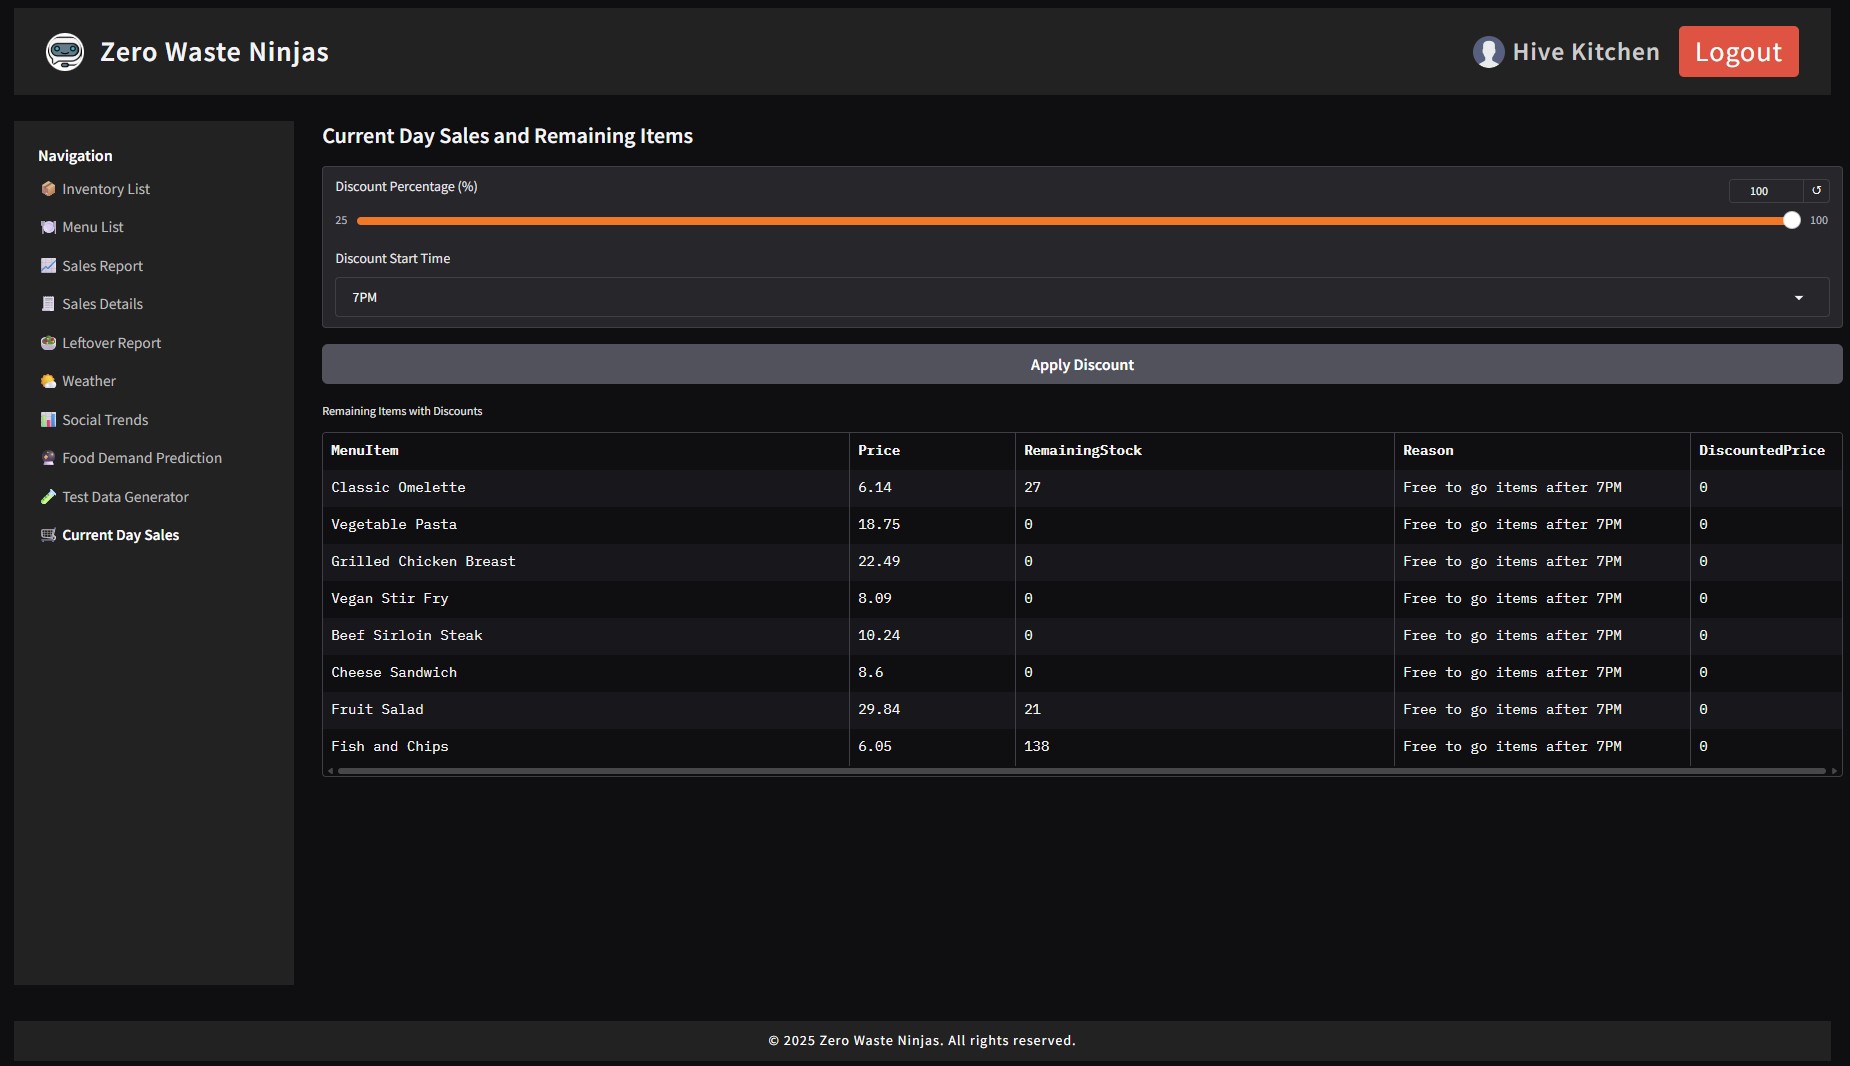 Zero Waste Ninjas
Hive Kitchen
Logout
Navigation
Inventory List
Menu List
Sales Report
Sales Details
Leftover Report
Weather
Social Trends
Food Demand Prediction
Test Data Generator
Current Day Sales
Current Day Sales and Remaining Items
Discount Percentage (%)
100
25
100
Discount Start Time
7PM
Apply Discount
Remaining Items with Discounts
MenuItem Price RemainingStock Reason DiscountedPrice
Classic Omelette 6.14 27 Free to go items after 7PM 0
Vegetable Pasta 18.75 0 Free to go items after 7PM 0
Grilled Chicken Breast 22.49 0 Free to go items after 7PM 0
Vegan Stir Fry 8.09 0 Free to go items after 7PM 0
Beef Sirloin Steak 10.24 0 Free to go items after 7PM 0
Cheese Sandwich 8.6 0 Free to go items after 7PM 0
Fruit Salad 29.84 21 Free to go items after 7PM 0
Fish and Chips 6.05 138 Free to go items after 7PM 0
© 2025 Zero Waste Ninjas. All rights reserved.